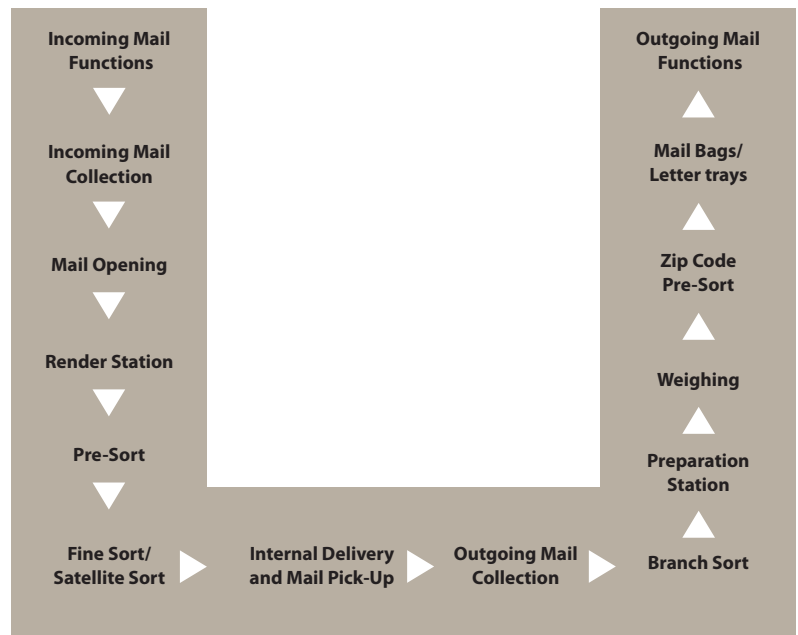 Incoming Mail
Functions
Incoming Mail
Collection
Mail Opening
Render Station
Pre-Sort
Fine Sort/
Satellite Sort
Internal Delivery
and Mail Pick-Up
Outgoing Mail
Collection
Branch Sort
Preparation
Station
Weighing
Zip Code
Pre-Sort
Mail Bags/
Letter trays
Outgoing Mail
Functions